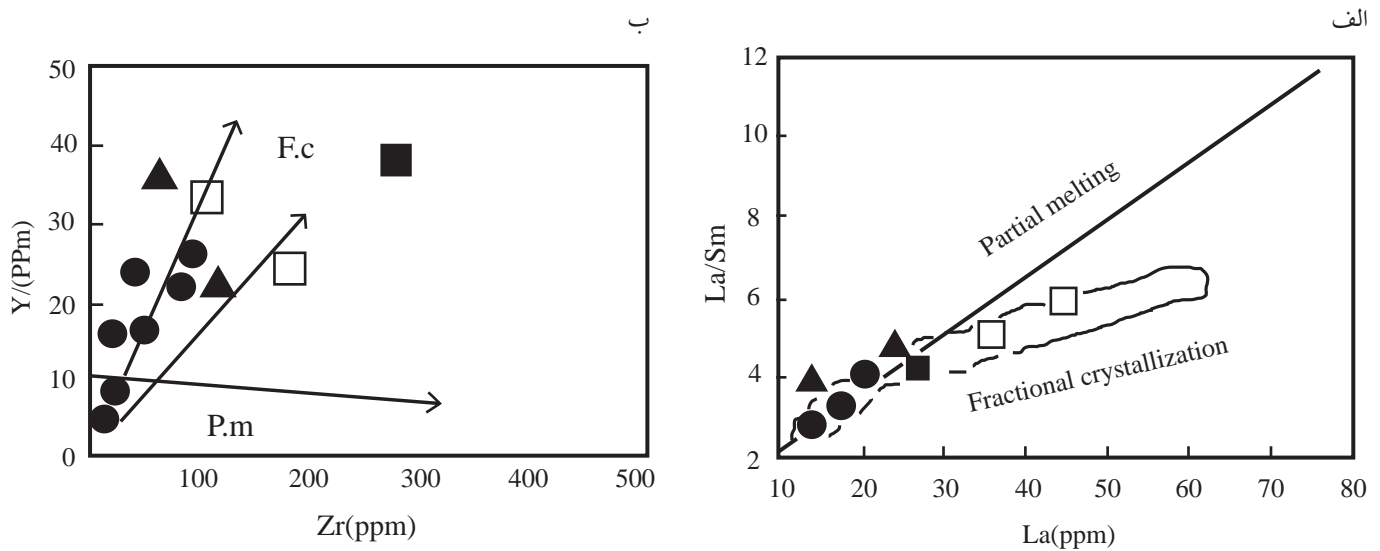 ب
50
40
30
20
10
0
Y/(PPm)
F.c
P.m
100
200
300
400
500
Zr(ppm)
الف
12
10
8
6
4
2
La/Sm
Partial melting
Fractional crystallization
10
20
30
40
50
60
70
80
La(ppm)